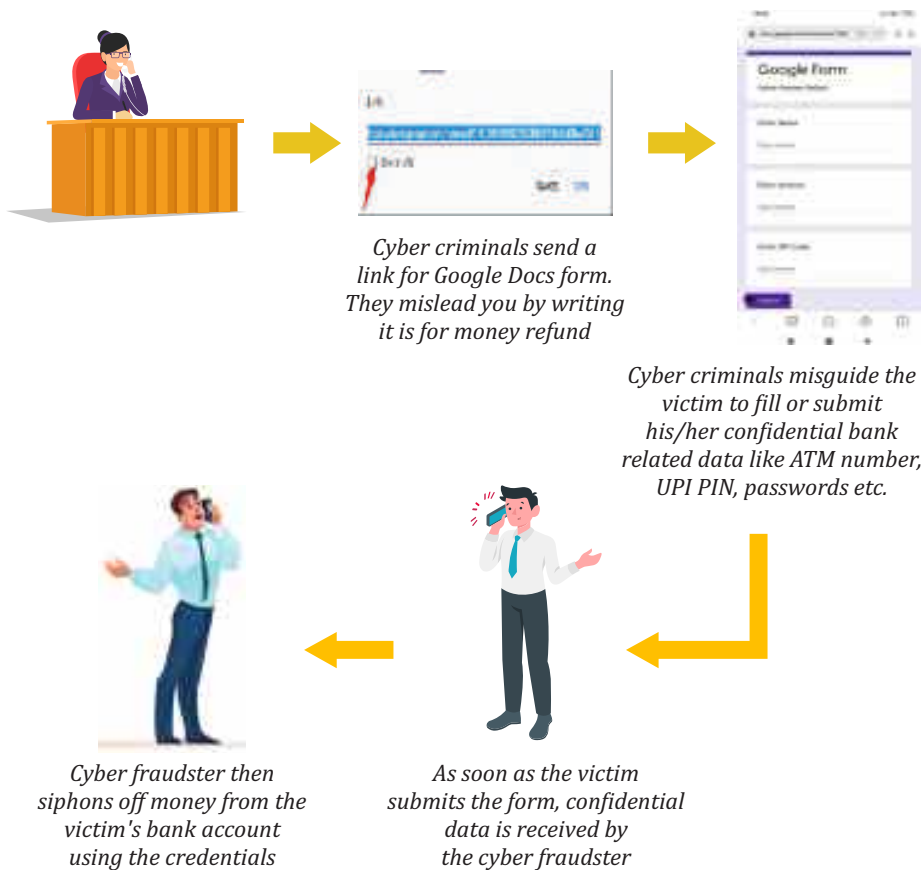 Google Form
Cyber criminals send a
link for Google Docs form.
They mislead you by writing
it is for money refund
Cyber criminals misguide the
victim to fill or submit
his/her confidential bank
related data like ATM number,
UPI PIN, passwords etc.
Cyber fraudster then
siphons off money from the
victim's bank account
using the credentials
As soon as the victim
submits the form, confidential
data is received by
the cyber fraudster